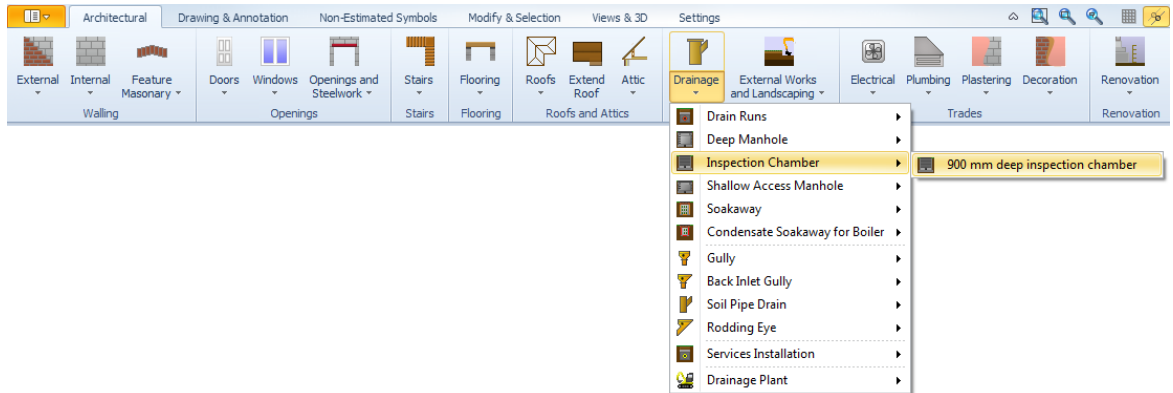 Architectural Drawing & Annotation Non-Estimated Symbols Modify & Selection Views & 3D Settings
External Internal Feature Masonary Doors Windows Openings and Steelwork Stairs Flooring Roofs Extend Roof Attic Drainage External Works and Landscaping Electrical Plumbing Plastering Decoration Renovation
Walling Openings Stairs Flooring Roofs and Attics Trades Renovation
Drain Runs
Deep Manhole
Inspection Chamber 900 mm deep inspection chamber
Shallow Access Manhole
Soakaway
Condensate Soakaway for Boiler
Gully
Back Inlet Gully
Soil Pipe Drain
Rodding Eye
Services Installation
Drainage Plant